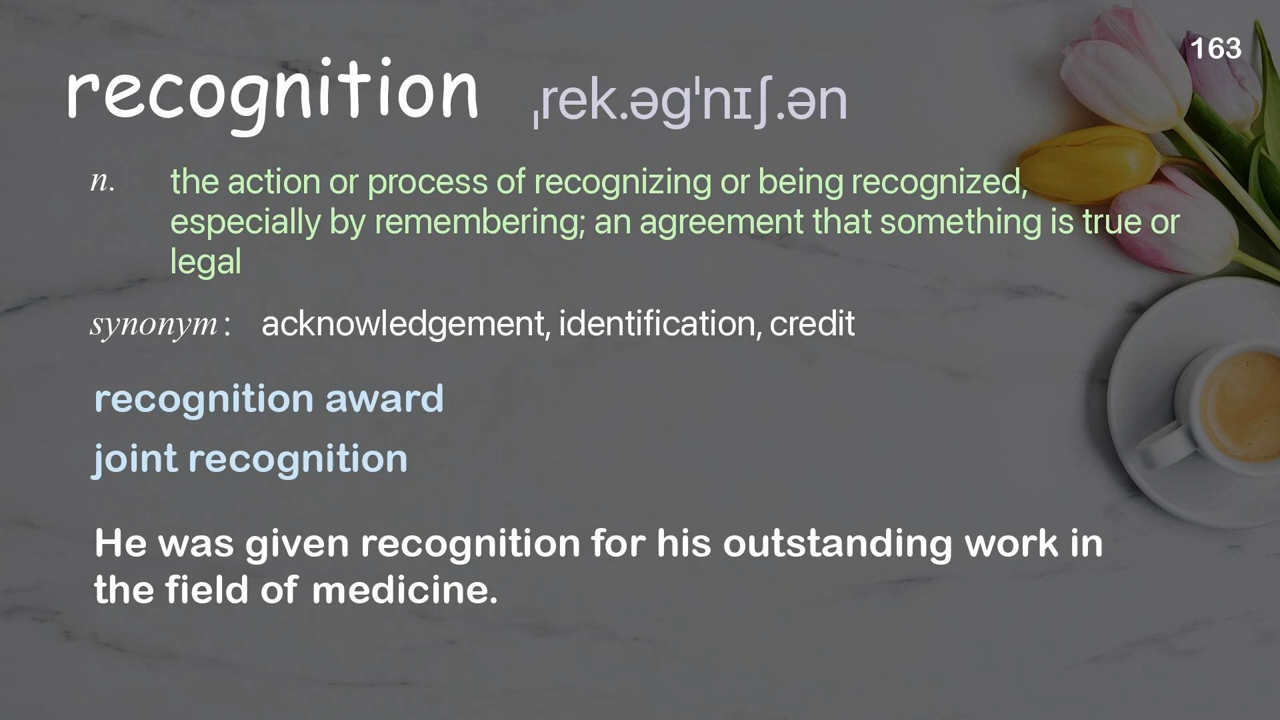 163
recognition ˌrek.əgˈnɪʃ.ən
n. the action or process of recognizing or being recognized,
especially by remembering; an agreement that something is true or
legal
synonym: acknowledgement, identification, credit
recognition award
joint recognition
He was given recognition for his outstanding work in
the field of medicine.